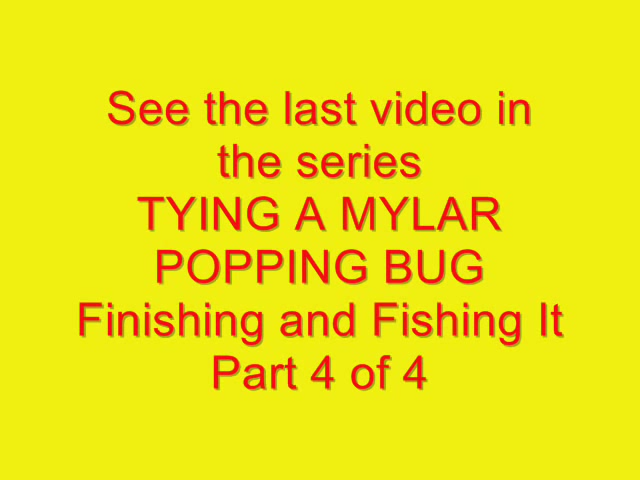 See the last video in
the series
TYING A MYLAR
POPPING BUG
Finishing and Fishing It
Part 4 of 4